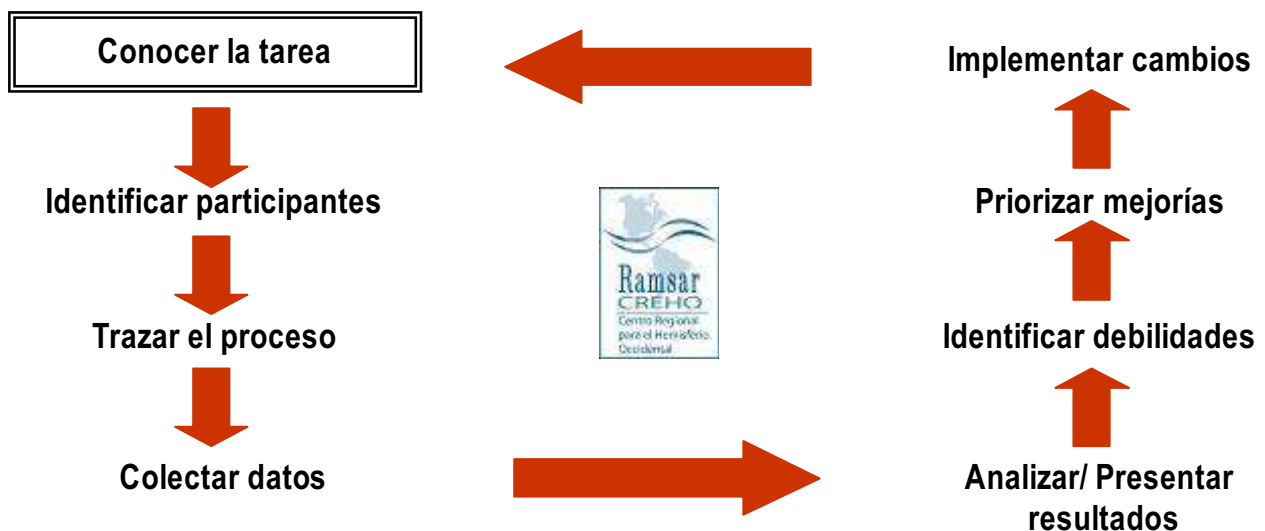 Conocer la tarea
Identificar participantes
Trazar el proceso
Colectar datos
Ramsar
CREHO
Centro Regional
para el Hemisferio
Occidental
Implementar cambios
Priorizar mejorías
Identificar debilidades
Analizar/ Presentar
resultados